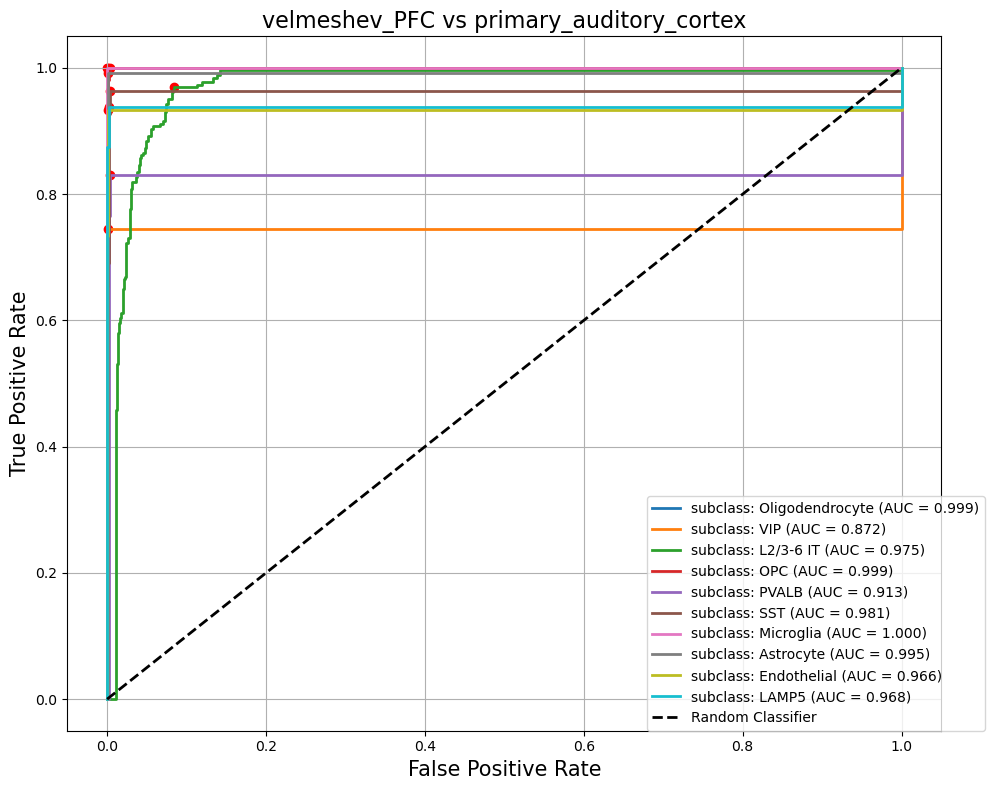 velmeshev_PFC vs primary_auditory_cortex
True Positive Rate
1.0
0.8
0.6
0.4
0.2
0.0
0.0 0.2 0.4 0.6 0.8 1.0
False Positive Rate
subclass: Oligodendrocyte (AUC = 0.999)
subclass: VIP (AUC = 0.872)
subclass: L2/3-6 IT (AUC = 0.975)
subclass: OPC (AUC = 0.999)
subclass: PVALB (AUC = 0.913)
subclass: SST (AUC = 0.981)
subclass: Microglia (AUC = 1.000)
subclass: Astrocyte (AUC = 0.995)
subclass: Endothelial (AUC = 0.966)
subclass: LAMP5 (AUC = 0.968)
Random Classifier